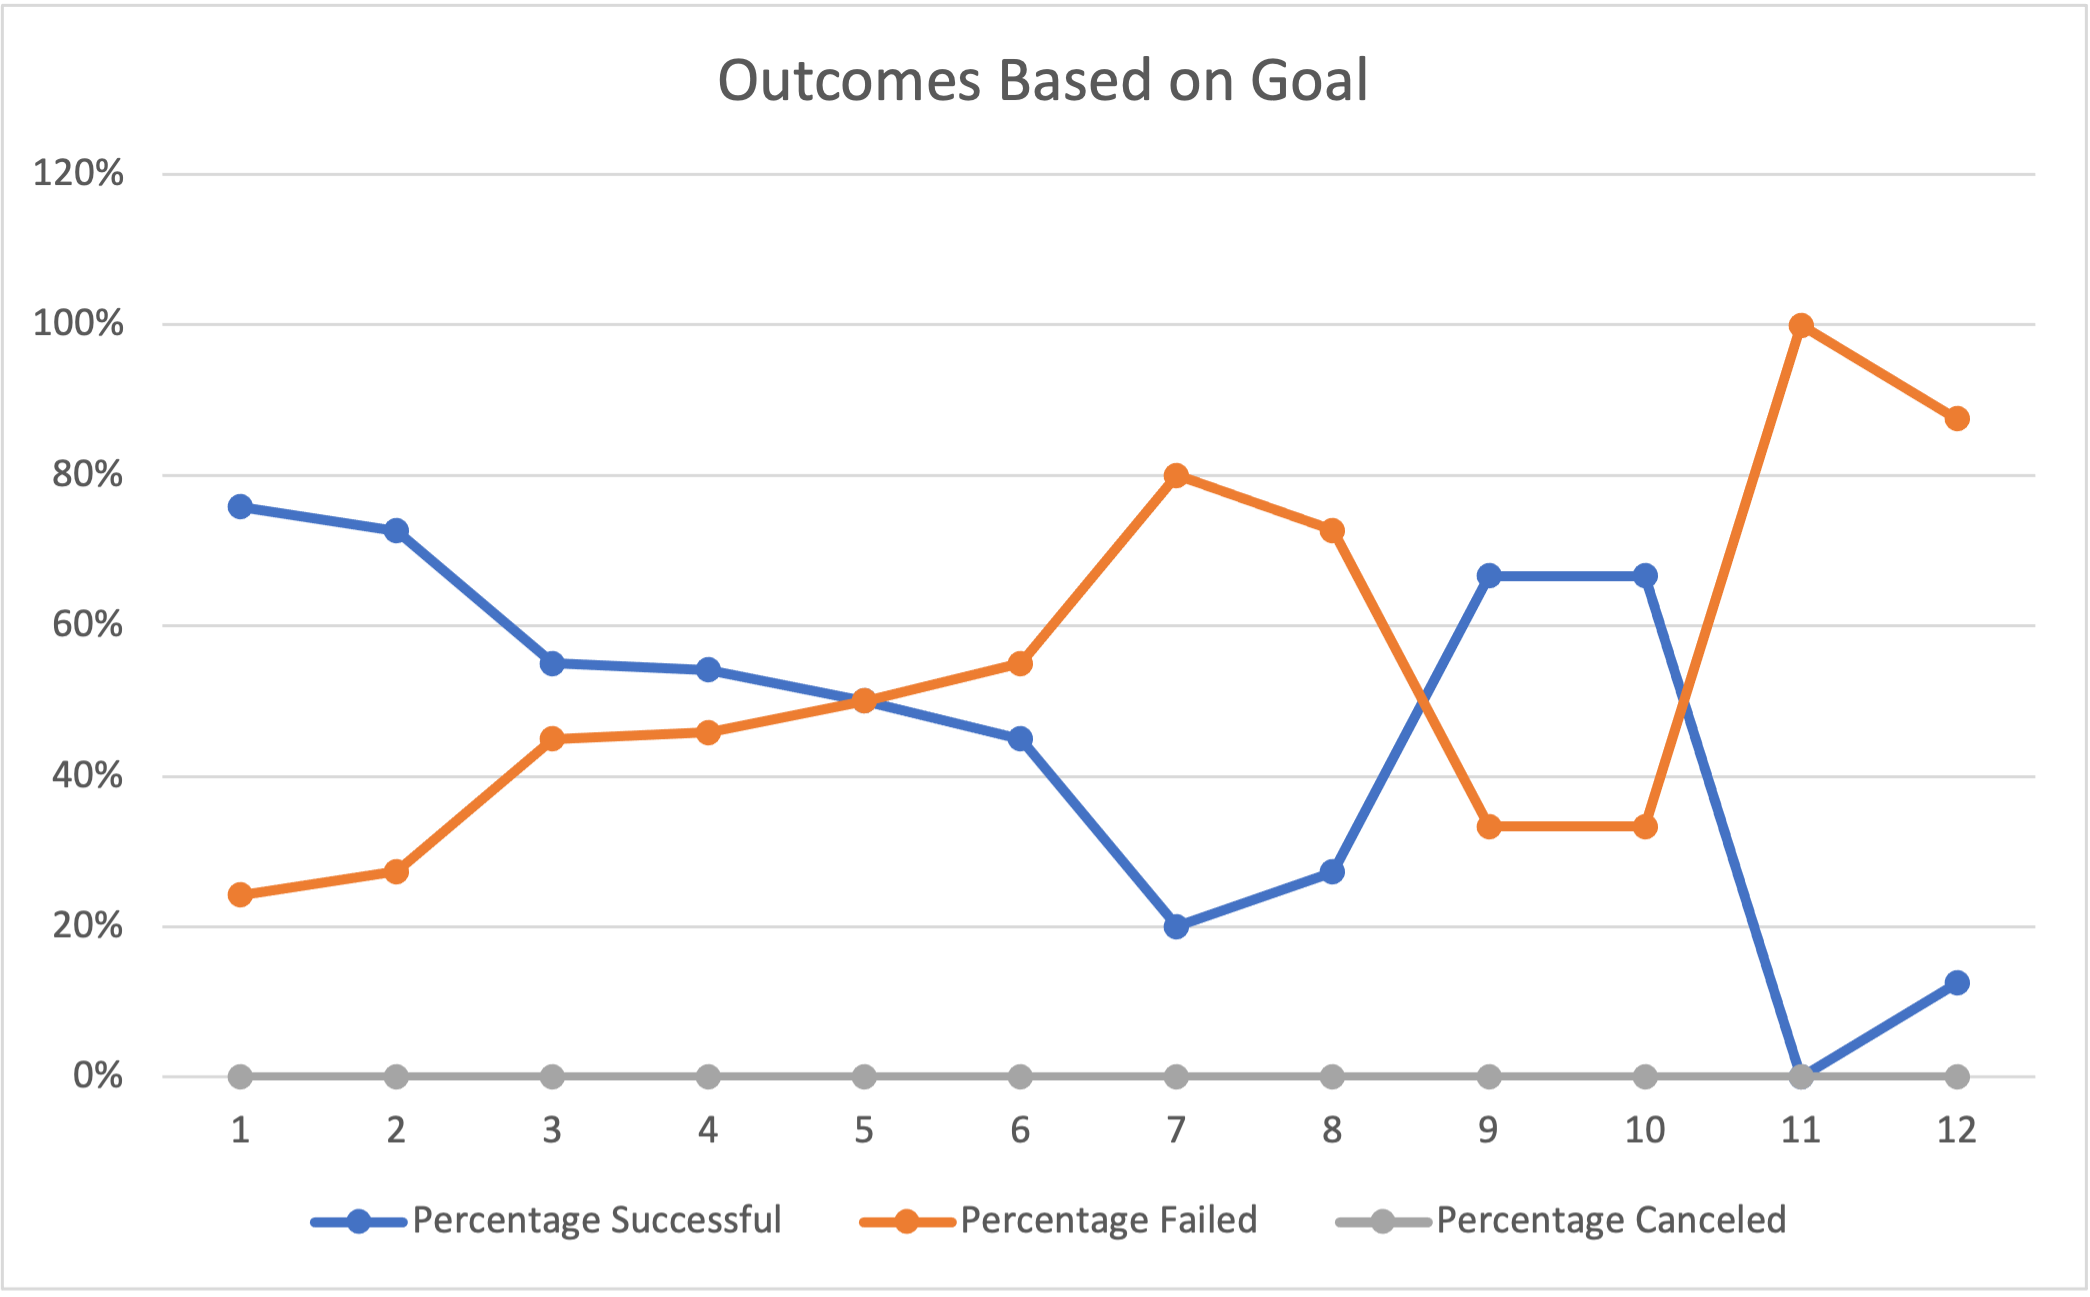 Outcomes Based on Goal
120%
100%
80%
60%
40%
20%
0%
1 2 3 4 5 6 7 8 9 10 11 12
Percentage Successful Percentage Failed Percentage Canceled